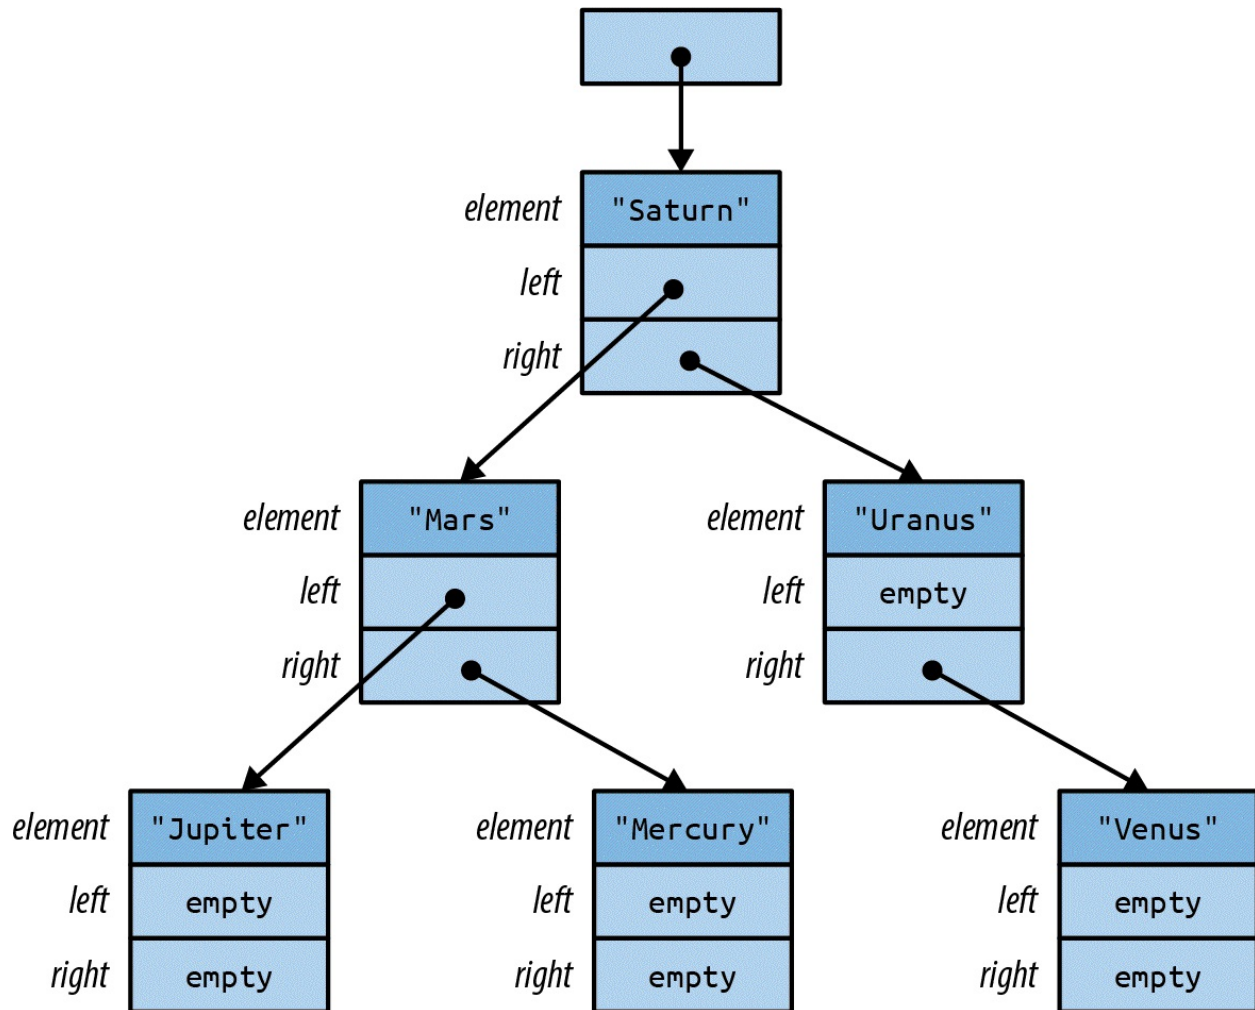 element "Saturn"
left
right
element "Mars" element "Uranus"
left left empty
right right
element "Jupiter" element "Mercury" element "Venus"
left empty left empty left empty
right empty right empty right empty